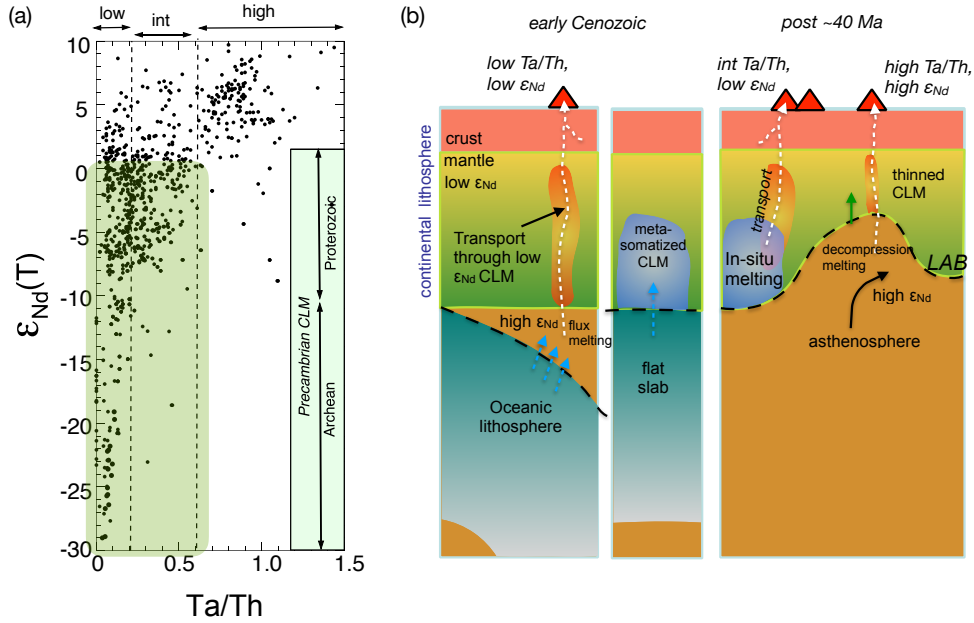 (a)
low
int
high
10
5
0
-5
-10
-15
-20
-25
-30
εNd(T)
0
0.5
1.0
1.5
Ta/Th
Precambrian CLM
Proterozoic
Archean
(b)
early Cenozoic
post ~40 Ma
low Ta/Th,
low εNd
int Ta/Th,
low εNd
high Ta/Th,
high εNd
continental lithosphere
crust
mantle
low εNd
Transport
through low
εNd CLM
high εNd
flux
melting
Oceanic
lithosphere
meta-
somatized
CLM
flat
slab
transport
In-situ
melting
thinned
CLM
decompression
melting
LAB
high εNd
asthenosphere